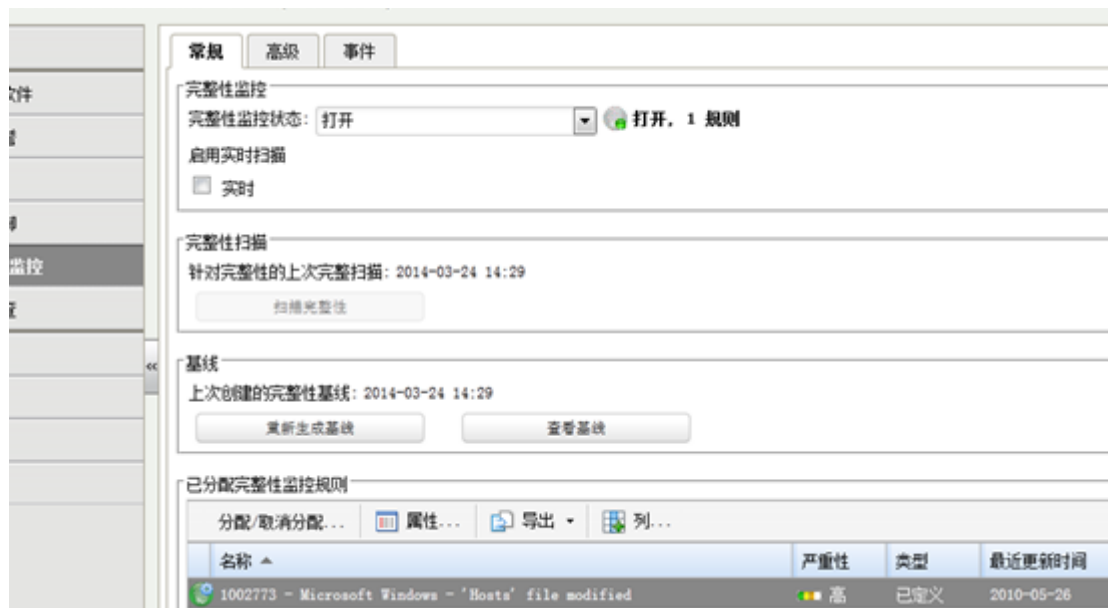 常规 高级 事件
完整性监控
完整性监控状态: 打开 打开, 1 规则
启用实时扫描
实时
完整性扫描
针对完整性的上次完整扫描: 2014-03-24 14:29
扫描完整性
基线
上次创建的完整性基线: 2014-03-24 14:29
重新生成基线 查看基线
已分配完整性监控规则
分配/取消分配... 属性... 导出 列...
名称 严重性 类型 最近更新时间
1002773 - Microsoft Windows - 'Hosts' file modified 高 已定义 2010-05-26
件
监控
«